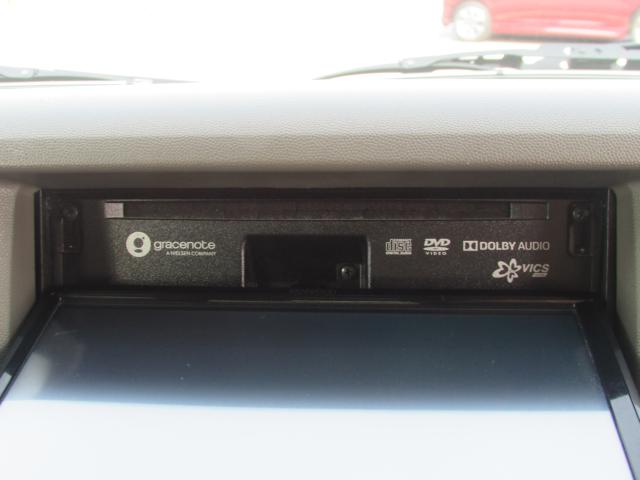 gracenote
A NIELSEN COMPANY
disc
DIGITAL AUDIO
DVD
VIDEO
DOLBY AUDIO
VICS